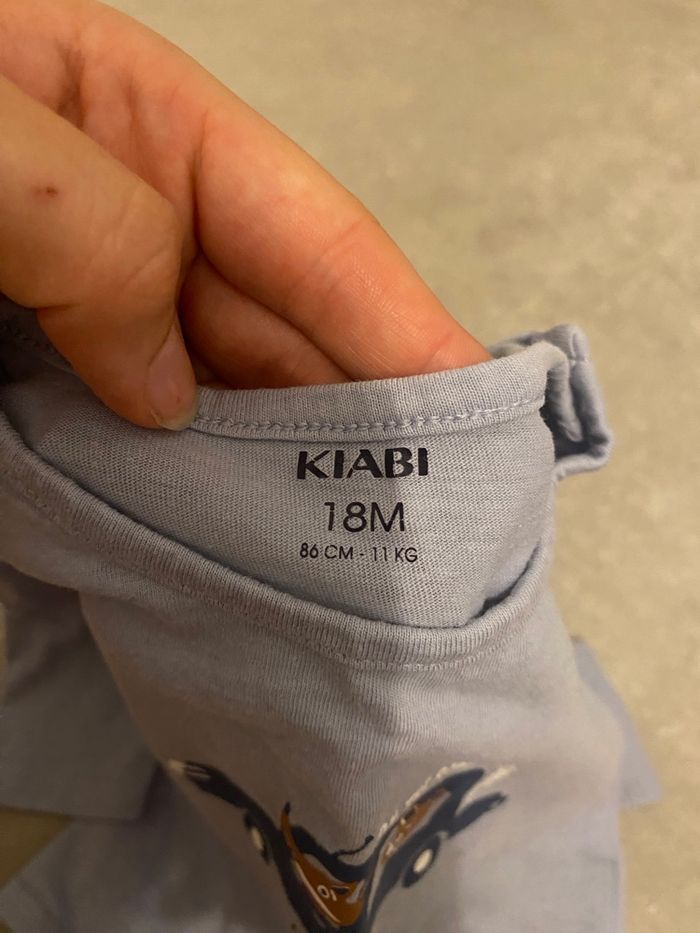 KIABI
18M
86 CM - 11 KG